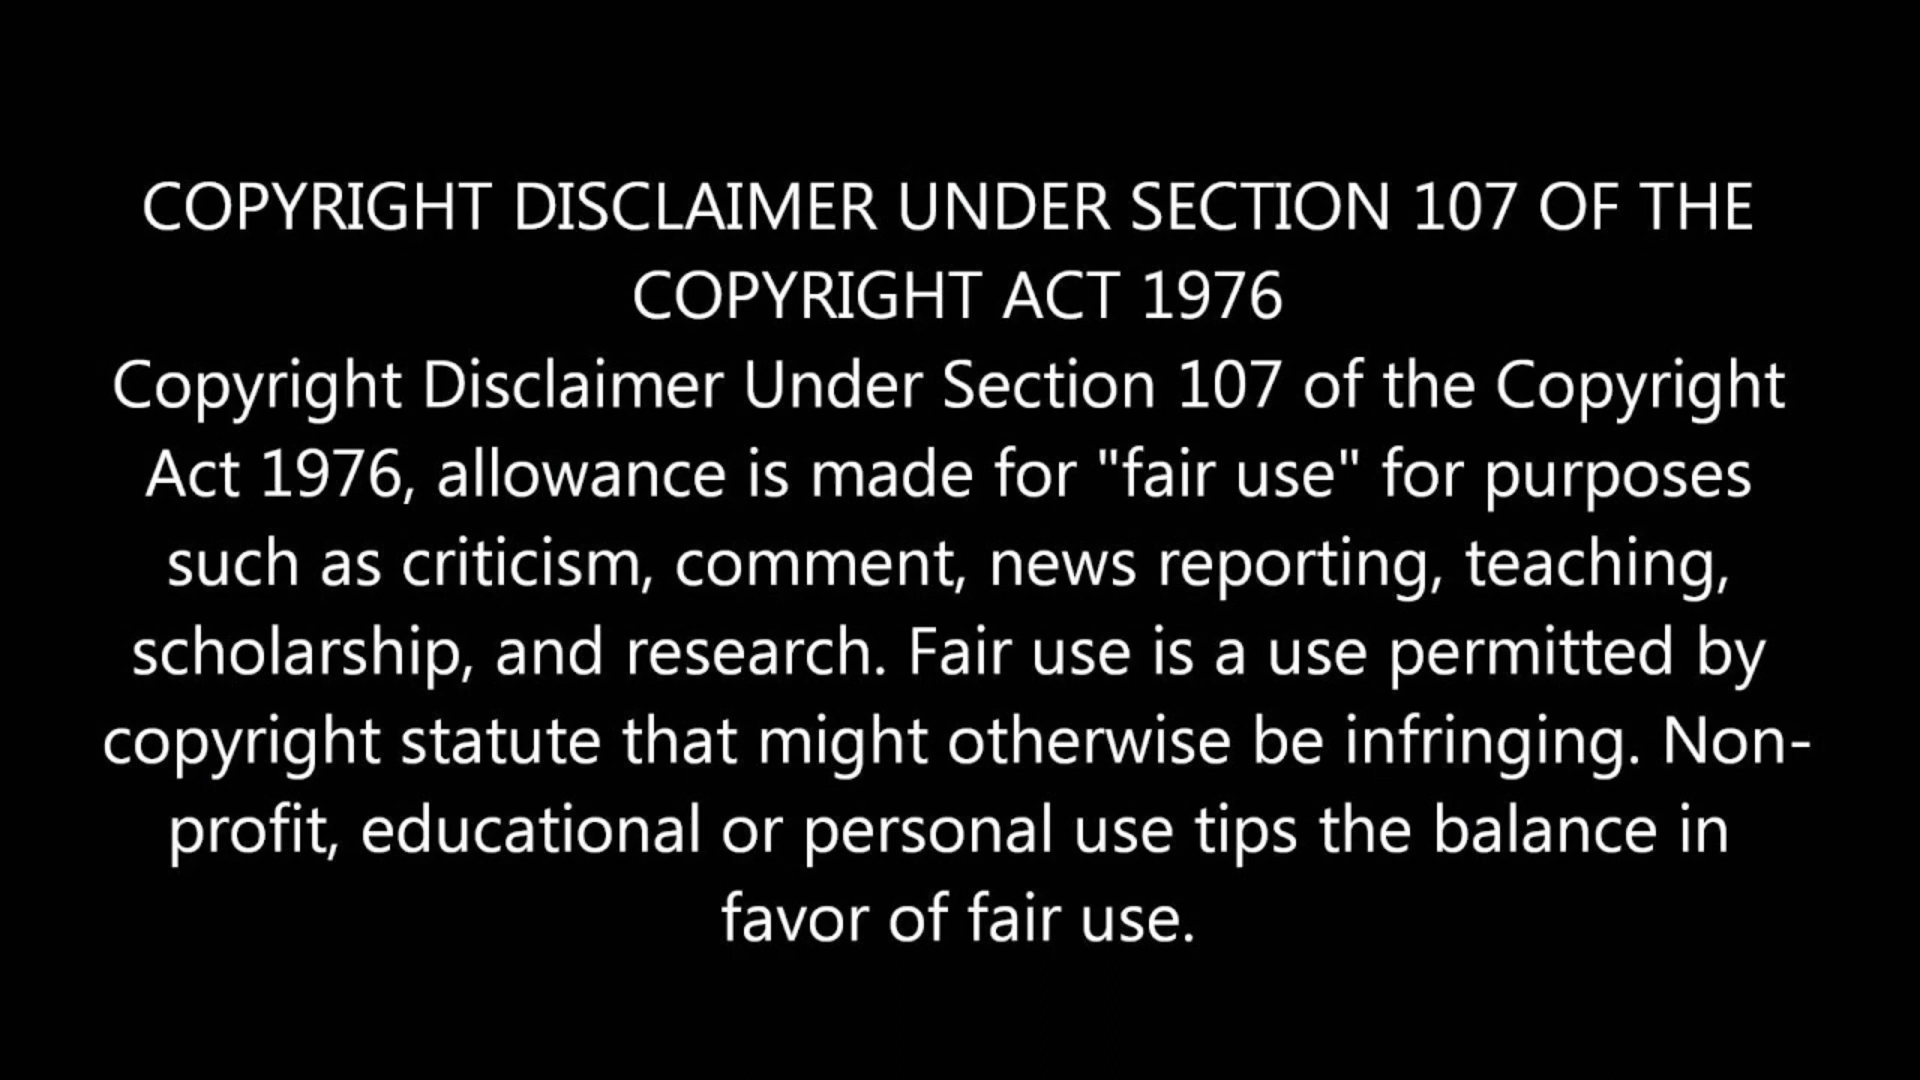 COPYRIGHT DISCLAIMER UNDER SECTION 107 OF THE
COPYRIGHT ACT 1976
Copyright Disclaimer Under Section 107 of the Copyright
Act 1976, allowance is made for "fair use" for purposes
such as criticism, comment, news reporting, teaching,
scholarship, and research. Fair use is a use permitted by
copyright statute that might otherwise be infringing. Non-
profit, educational or personal use tips the balance in
favor of fair use.